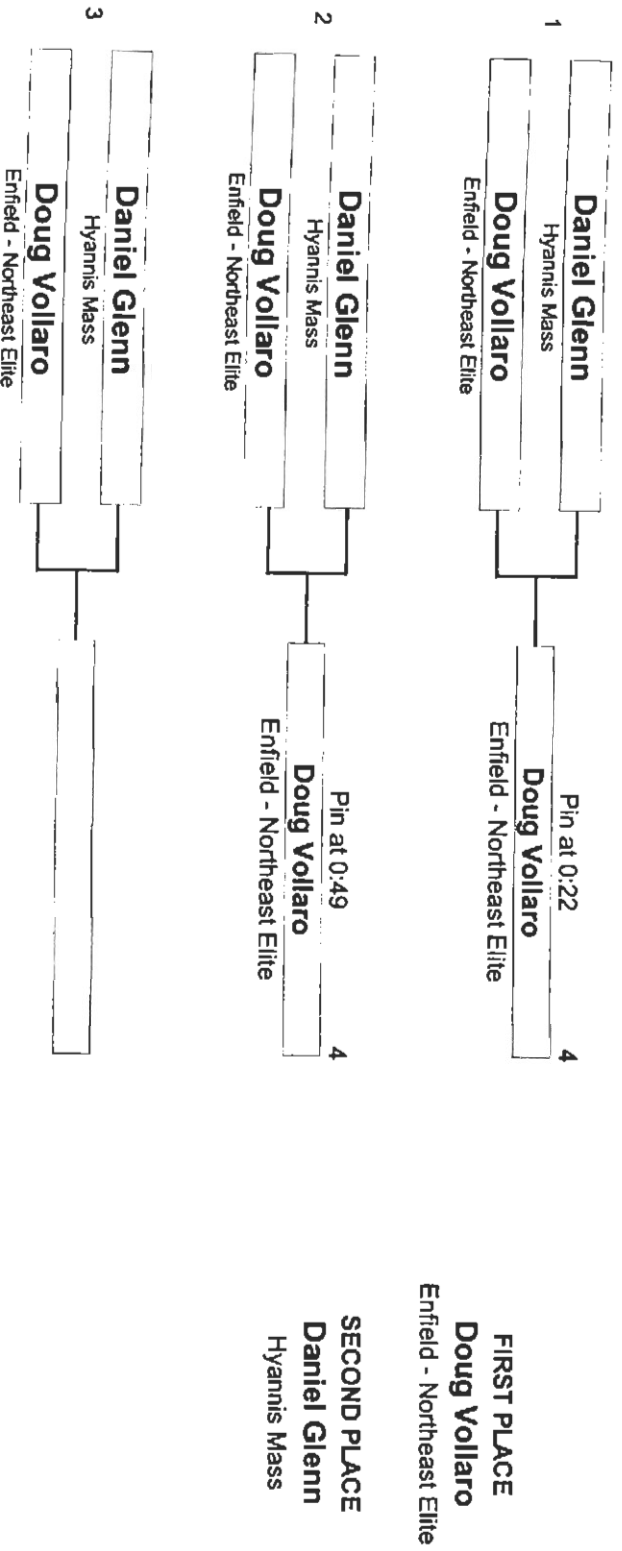 1
Daniel Glenn
Hyannis Mass
Doug Vollaro
Enfield - Northeast Elite
Pin at 0:22
4
Doug Vollaro
Enfield - Northeast Elite
2
Daniel Glenn
Hyannis Mass
Doug Vollaro
Enfield - Northeast Elite
Pin at 0:49
4
Doug Vollaro
Enfield - Northeast Elite
3
Daniel Glenn
Hyannis Mass
Doug Vollaro
Enfield - Northeast Elite
FIRST PLACE
Doug Vollaro
Enfield - Northeast Elite
SECOND PLACE
Daniel Glenn
Hyannis Mass